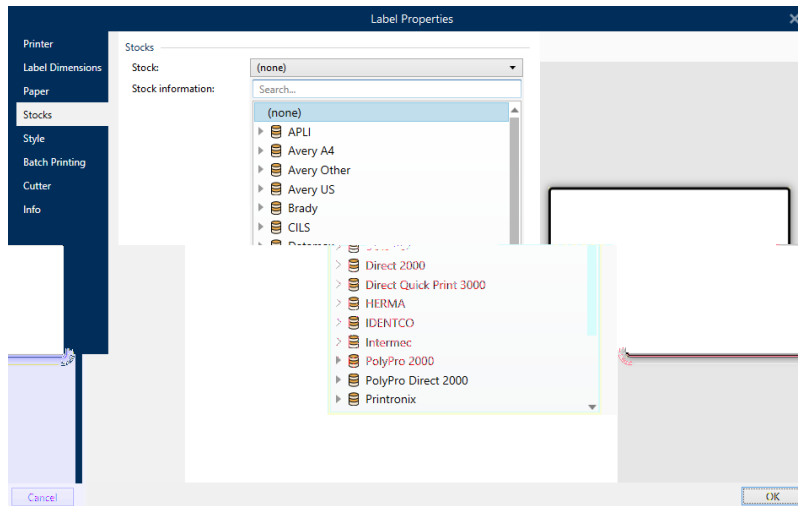 Label Properties
Printer
Label Dimensions
Paper
Stocks
Style
Batch Printing
Cutter
Info
Stocks
Stock: (none)
Stock information: Search...
(none)
APLI
Avery A4
Avery Other
Avery US
Brady
CILS
Direct 2000
Direct Quick Print 3000
HERMA
IDENTCO
Intermec
PolyPro 2000
PolyPro Direct 2000
Printronix
Cancel
OK